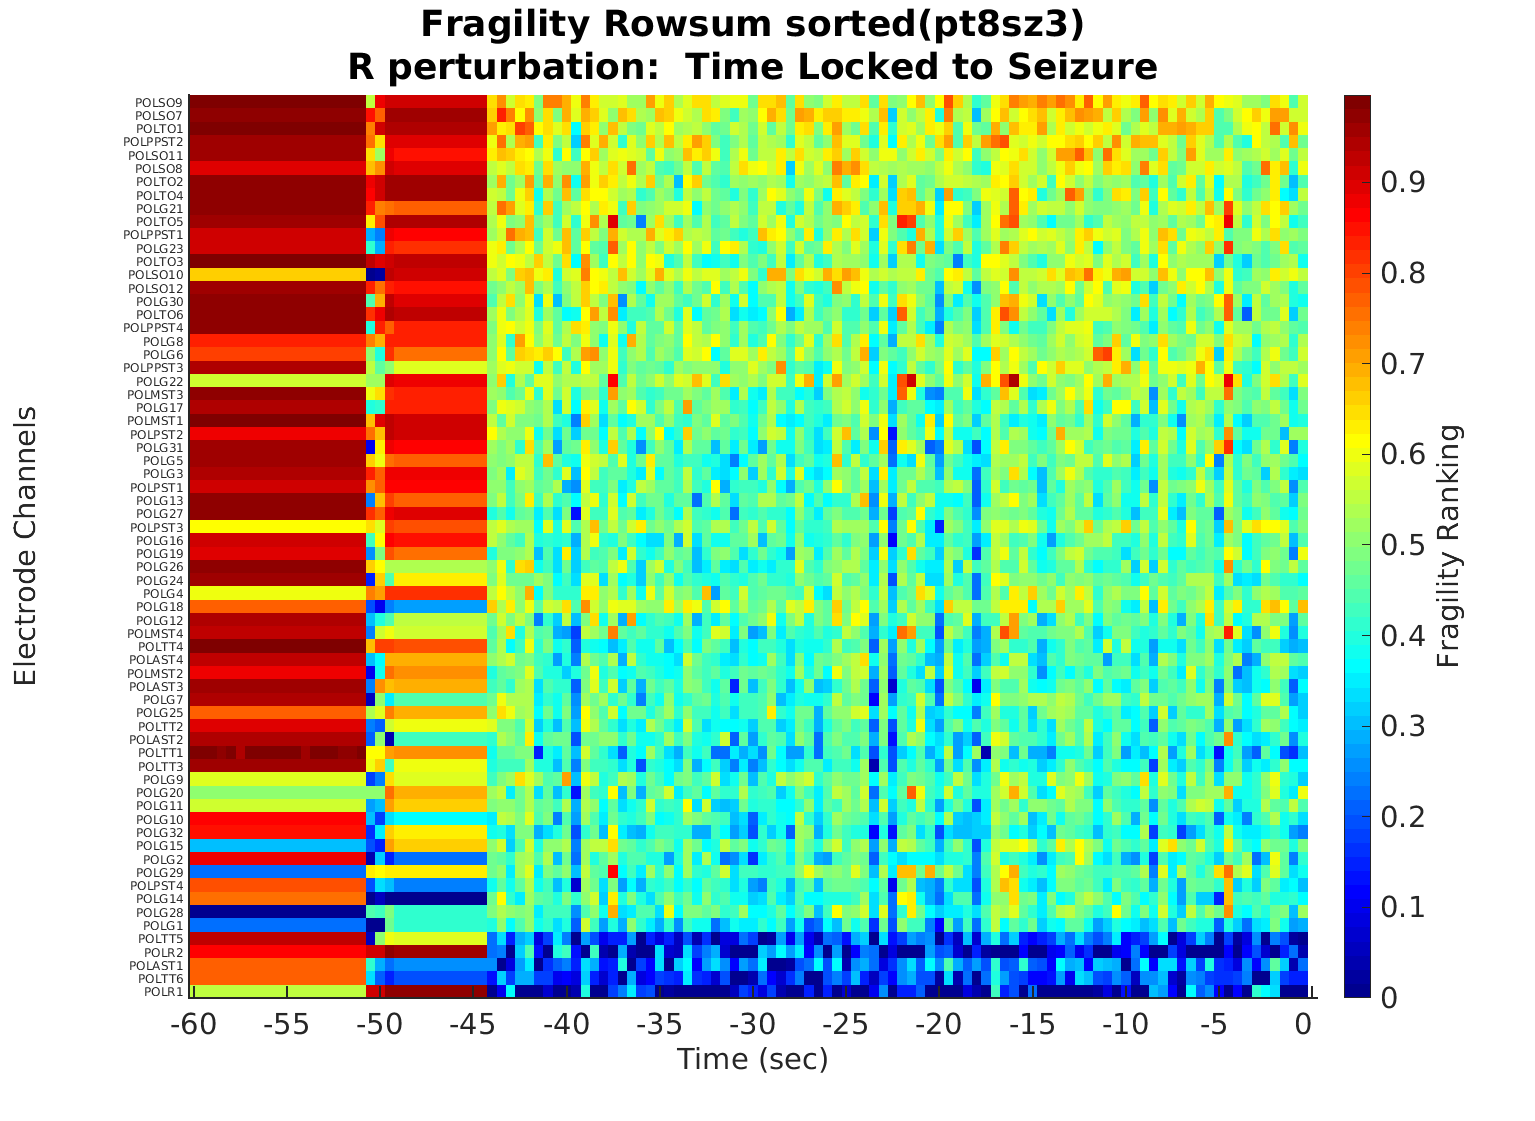 Fragility Rowsum sorted(pt8sz3)
R perturbation:  Time Locked to Seizure
Electrode Channels
POLSO9
POLSO7
POLTO1
POLPPST2
POLSO11
POLSO8
POLTO2
POLTO4
POLG21
POLTO5
POLPPST1
POLG23
POLTO3
POLSO10
POLSO12
POLG30
POLTO6
POLPPST4
POLG8
POLG6
POLPPST3
POLG22
POLMST3
POLG17
POLMST1
POLPST2
POLG31
POLG5
POLG3
POLPST1
POLG13
POLG27
POLPST3
POLG16
POLG19
POLG26
POLG24
POLG4
POLG18
POLG12
POLMST4
POLTT4
POLAST4
POLMST2
POLAST3
POLG7
POLG25
POLTT2
POLAST2
POLTT1
POLTT3
POLG9
POLG20
POLG11
POLG10
POLG32
POLG15
POLG2
POLG29
POLPST4
POLG14
POLG28
POLG1
POLTT5
POLR2
POLAST1
POLTT6
POLR1
-60 -55 -50 -45 -40 -35 -30 -25 -20 -15 -10 -5 0
Time (sec)
0.9
0.8
0.7
0.6
0.5
0.4
0.3
0.2
0.1
0
Fragility Ranking